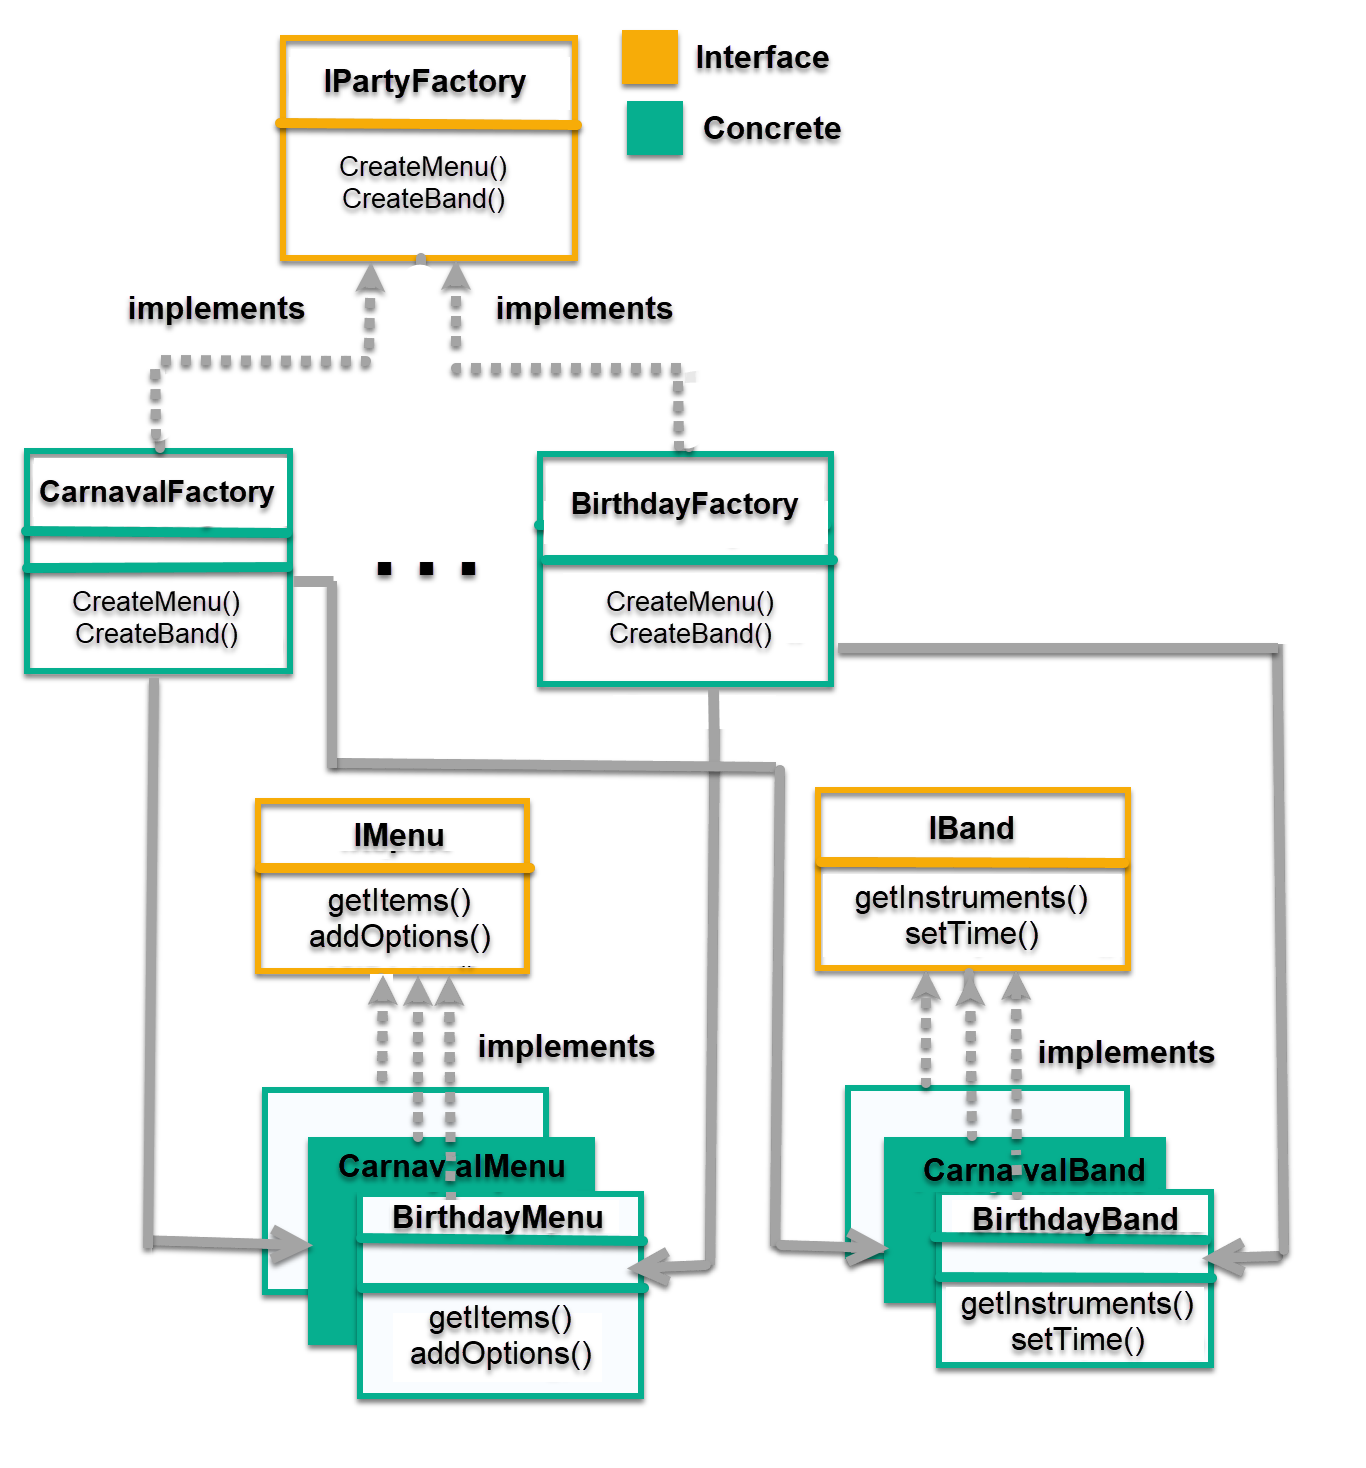 IPartyFactory
CreateMenu()
CreateBand()
Interface
Concrete
implements
implements
CarnavalFactory
CreateMenu()
CreateBand()
...
BirthdayFactory
CreateMenu()
CreateBand()
IMenu
getItems()
addOptions()
IBand
getInstruments()
setTime()
implements
implements
CarnavalMenu
BirthdayMenu
getItems()
addOptions()
CarnavalBand
BirthdayBand
getInstruments()
setTime()